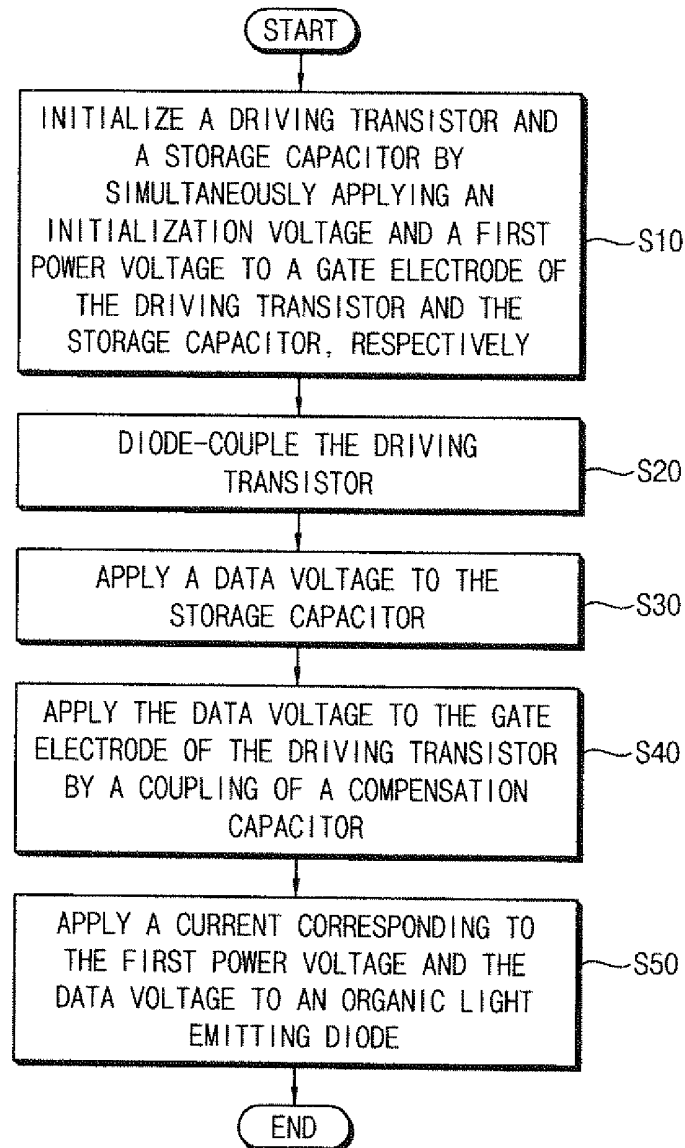 START
INITIALIZE A DRIVING TRANSISTOR AND
A STORAGE CAPACITOR BY
SIMULTANEOUSLY APPLYING AN
INITIALIZATION VOLTAGE AND A FIRST
POWER VOLTAGE TO A GATE ELECTRODE OF
THE DRIVING TRANSISTOR AND THE
STORAGE CAPACITOR, RESPECTIVELY
S10
DIODE-COUPLE THE DRIVING
TRANSISTOR
S20
APPLY A DATA VOLTAGE TO THE
STORAGE CAPACITOR
S30
APPLY THE DATA VOLTAGE TO THE GATE
ELECTRODE OF THE DRIVING TRANSISTOR
BY A COUPLING OF A COMPENSATION
CAPACITOR
S40
APPLY A CURRENT CORRESPONDING TO
THE FIRST POWER VOLTAGE AND THE
DATA VOLTAGE TO AN ORGANIC LIGHT
EMITTING DIODE
S50
END